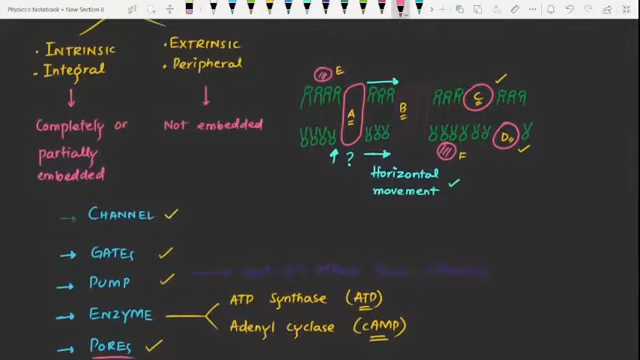 Physics's Notebook » New Section 6
• INTRINSIC
• Integral
Completely or
partially
embedded
• EXTRINSIC
• Peripheral
Not embedded
E
A
B
C
D
F
?
Horizontal
movement
CHANNEL
GATES
PUMP
ENZYME
ATP Synthase (ATP)
Adenyl cyclase (cAMP)
PORES